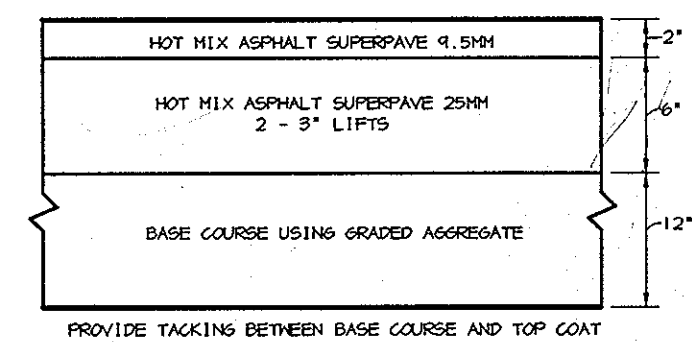 HOT MIX ASPHALT SUPERPAVE 9.5MM
2"
HOT MIX ASPHALT SUPERPAVE 25MM
2 - 3" LIFTS
6"
BASE COURSE USING GRADED AGGREGATE
12"
PROVIDE TACKING BETWEEN BASE COURSE AND TOP COAT